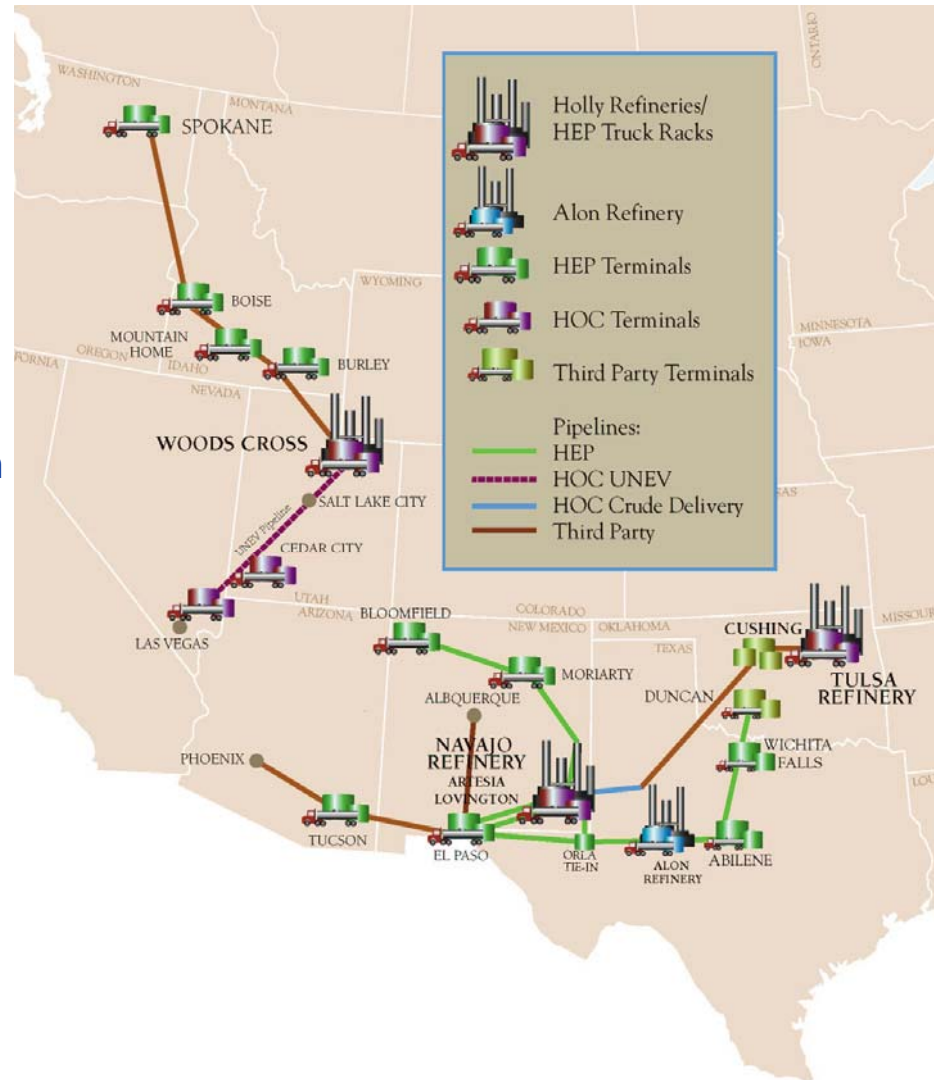 ONTARIO
WASHINGTON
MONTANA
SPOKANE
Holly Refineries/
HEP Truck Racks
Alon Refinery
HEP Terminals
HOC Terminals
Third Party Terminals
Pipelines:
HEP
HOC UNEV
HOC Crude Delivery
Third Party
WYOMING
BOISE
MOUNTAIN
HOME
BURLEY
MINNESOTA
IOWA
OREGON
IDAHO
NEVADA
WOODS CROSS
SALT LAKE CITY
UNEV Pipeline
CEDAR CITY
UTAH
ARIZONA
LAS VEGAS
BLOOMFIELD
COLORADO
NEW MEXICO
OKLAHOMA
TEXAS
CUSHING
TULSA
REFINERY
MORIARTY
ALBQUERQUE
DUNCAN
NAVAJO
REFINERY
ARTESIA
LOVINGTON
WICHITA
FALLS
PHOENIX
TUCSON
EL PASO
ORLA
TIE-IN
ALON
REFINERY
ABILENE